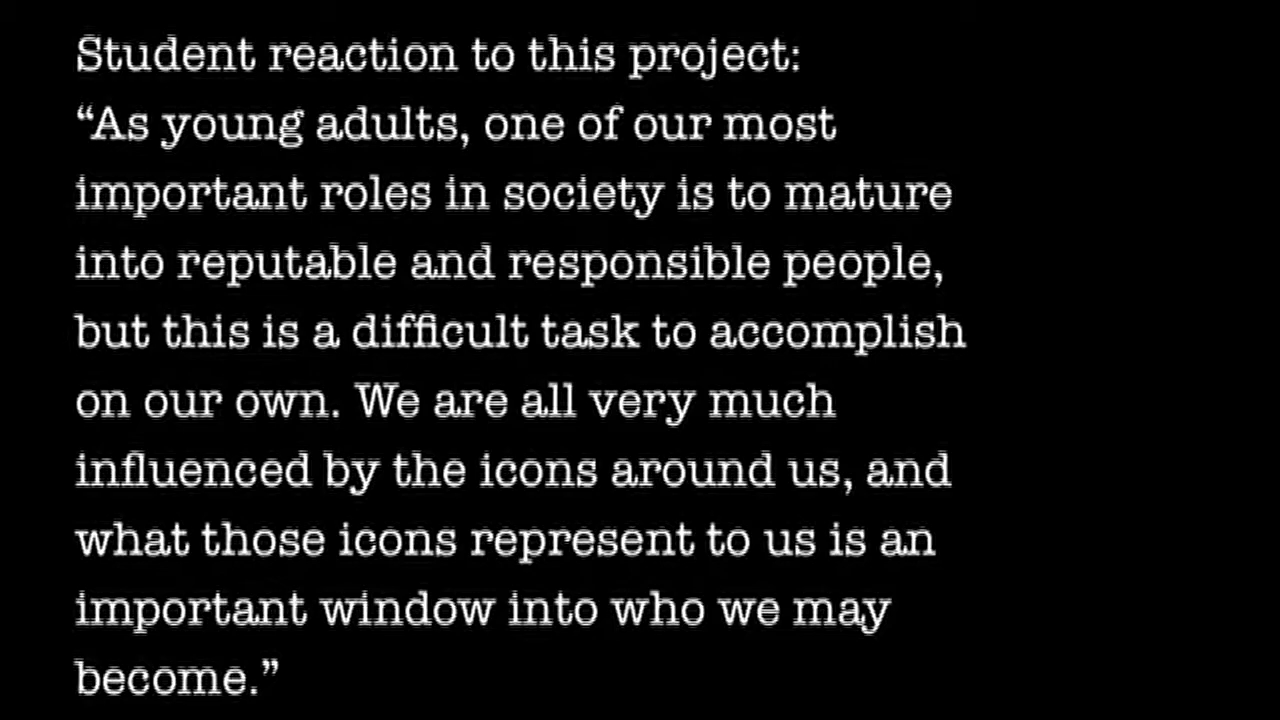 Student reaction to this project:
“As young adults, one of our most
important roles in society is to mature
into reputable and responsible people,
but this is a difficult task to accomplish
on our own. We are all very much
influenced by the icons around us, and
what those icons represent to us is an
important window into who we may
become.”